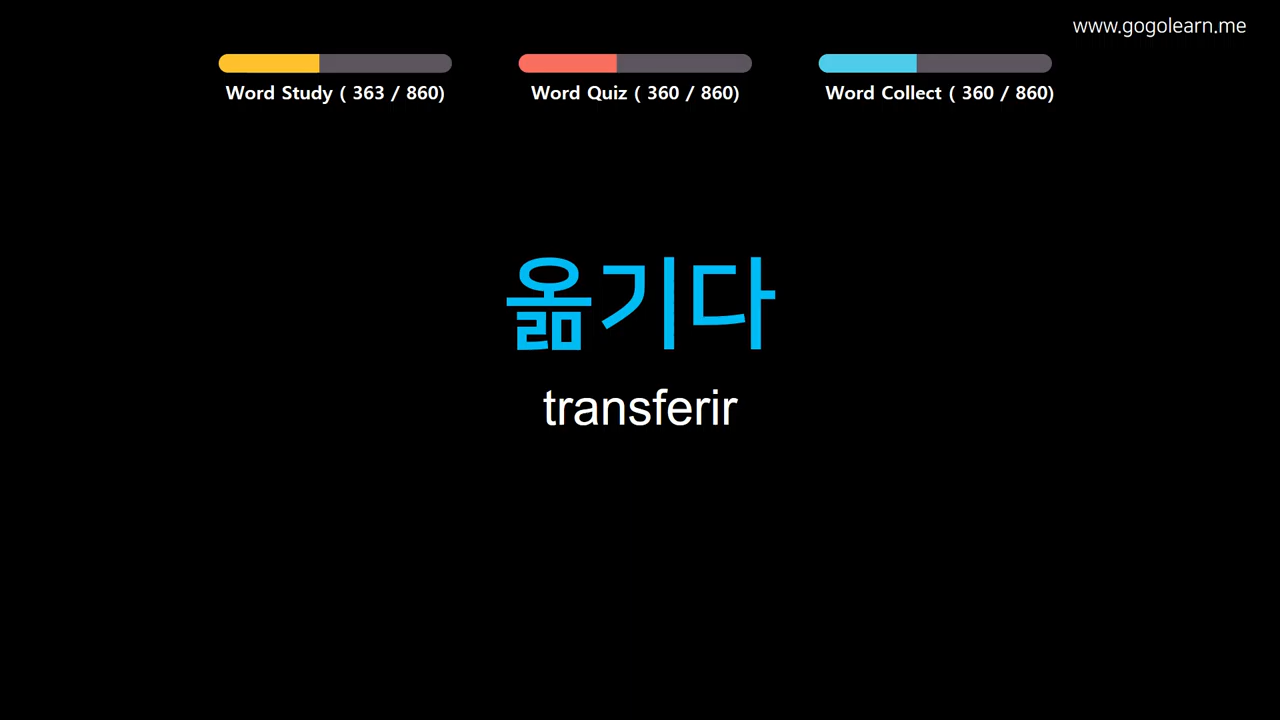 www.gogolearn.me
Word Study ( 363 / 860)
Word Quiz ( 360 / 860)
Word Collect ( 360 / 860)
옮기다
transferir